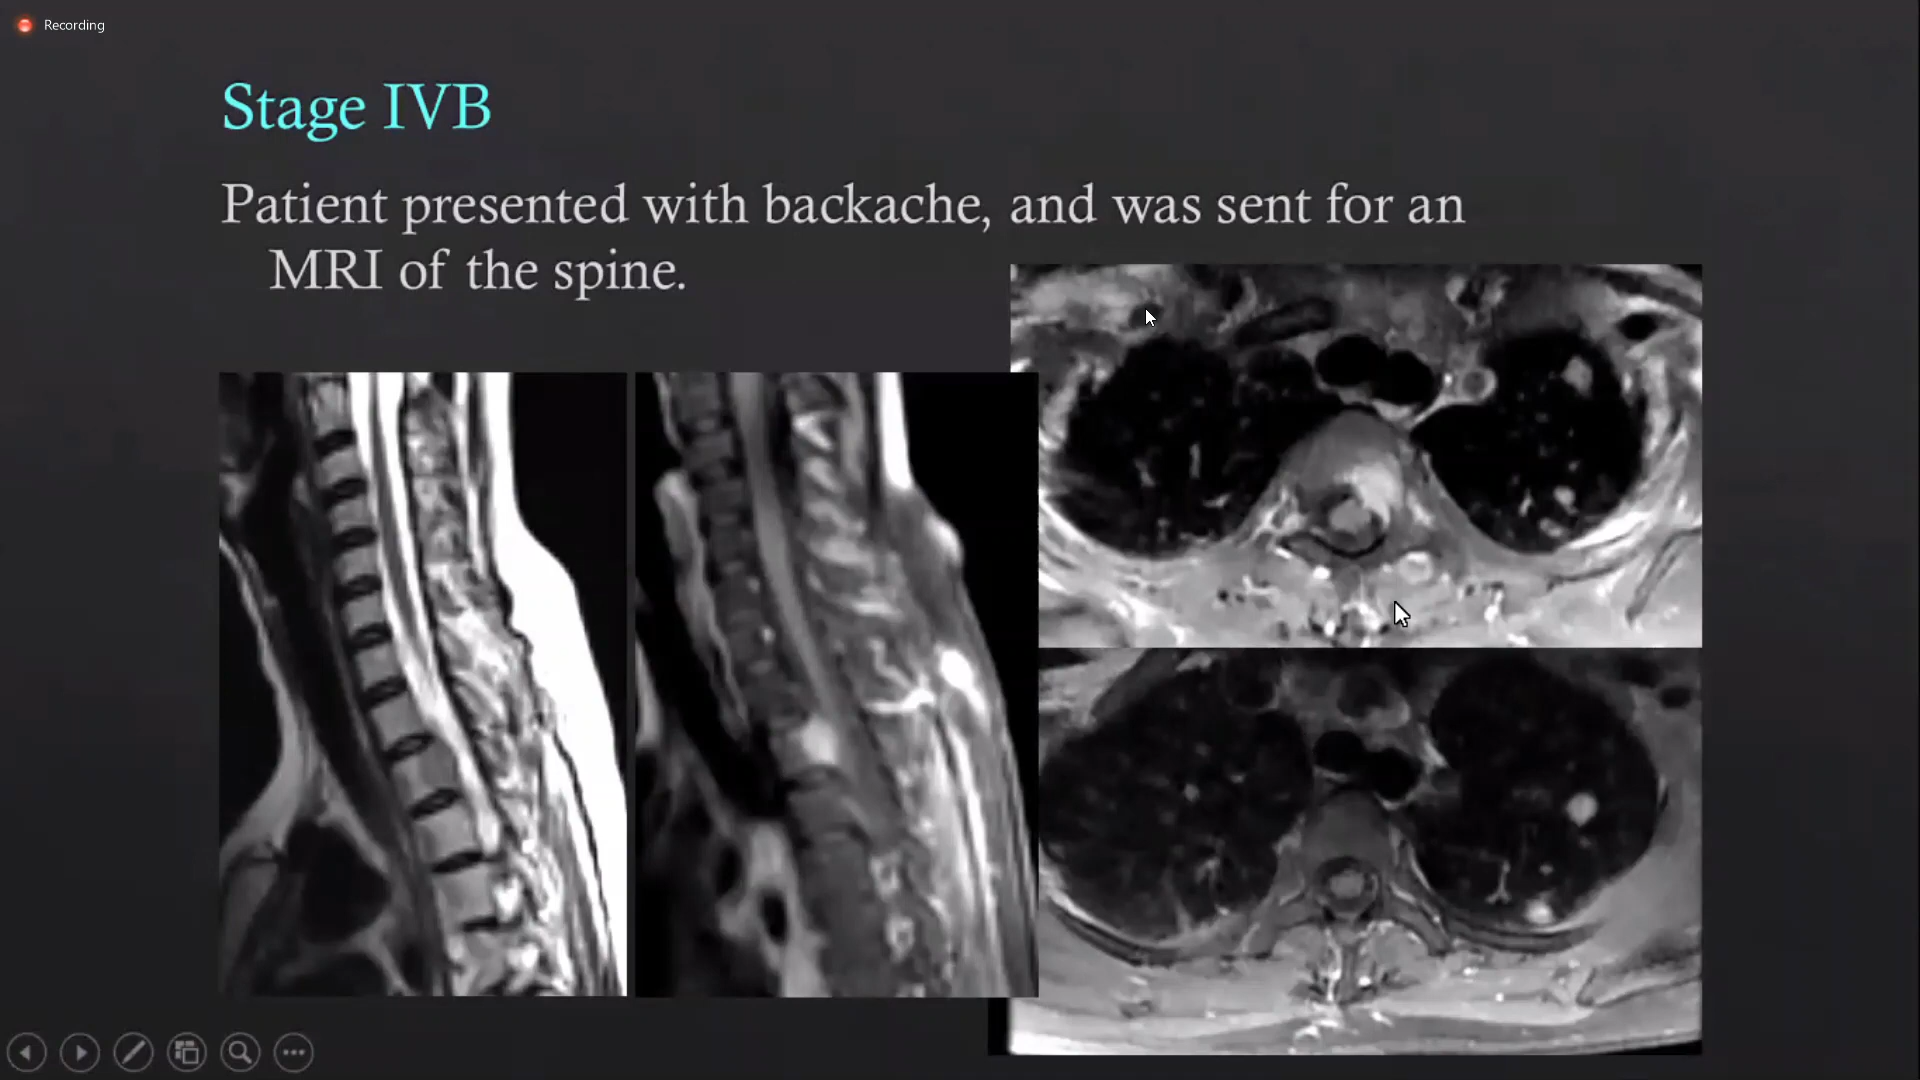 Recording
Stage IVB
Patient presented with backache, and was sent for an
MRI of the spine.